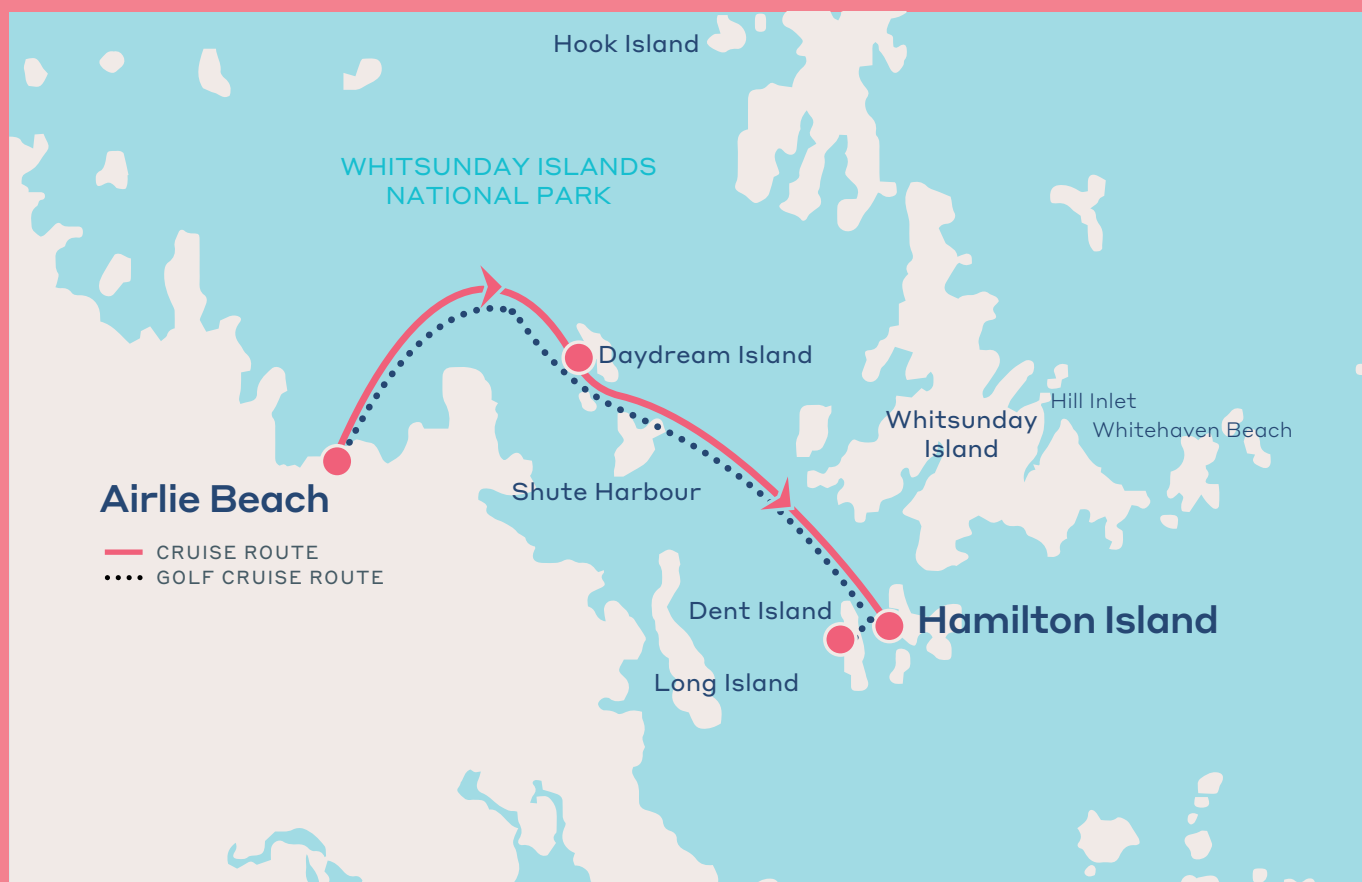 Hook Island
WHITSUNDAY ISLANDS
NATIONAL PARK
Daydream Island
Hill Inlet
Whitsunday
Island
Whitehaven Beach
Airlie Beach
Shute Harbour
CRUISE ROUTE
GOLF CRUISE ROUTE
Dent Island
Hamilton Island
Long Island